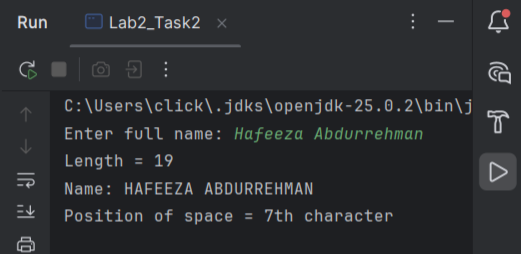 Run
Lab2_Task2
C:\Users\click\.jdks\openjdk-25.0.2\bin\j
Enter full name: Hafeeza Abdurrehman
Length = 19
Name: HAFEEZA ABDURREHMAN
Position of space = 7th character